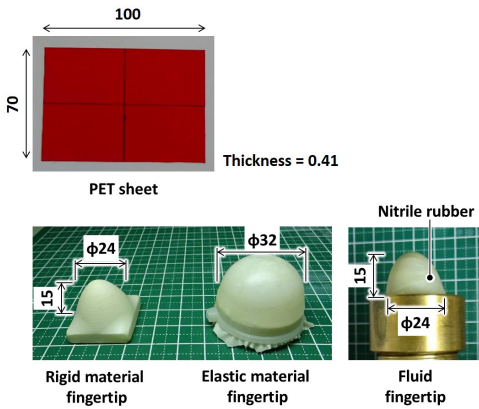 100
70
Thickness = 0.41
PET sheet
Nitrile rubber
ϕ24
ϕ32
15
15
ϕ24
Rigid material
fingertip
Elastic material
fingertip
Fluid
fingertip